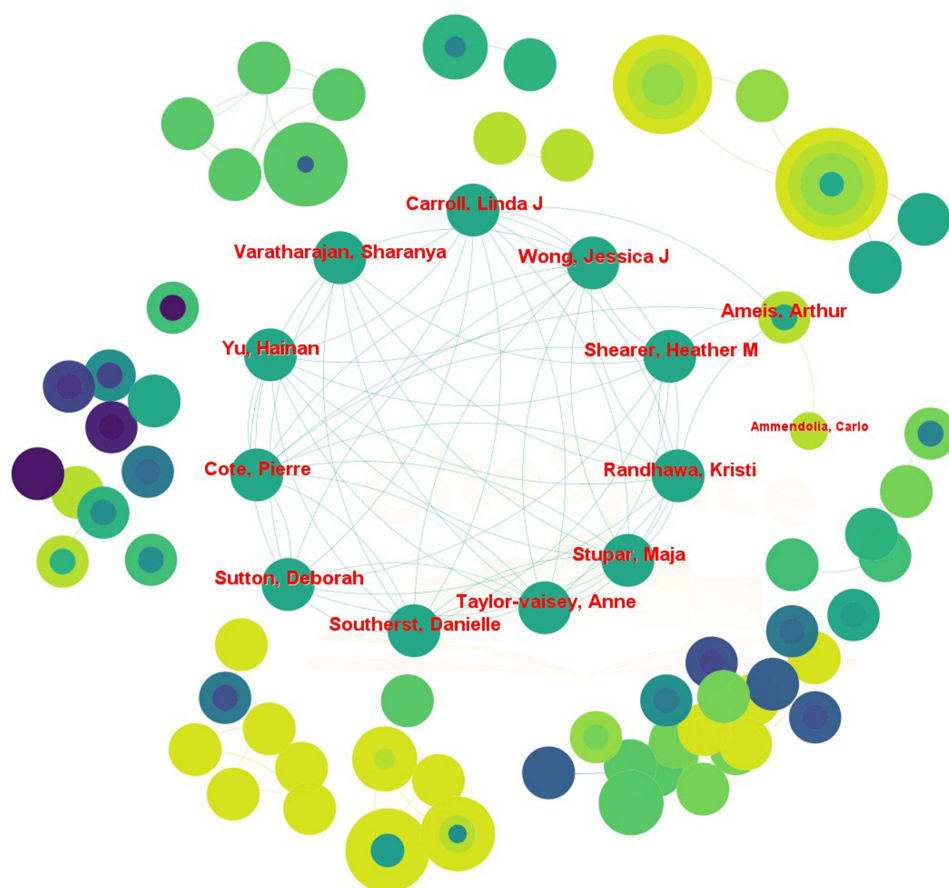 Carroll, Linda J
Varatharajan, Sharanya
Wong, Jessica J
Ameis, Arthur
Yu, Hainan
Shearer, Heather M
Ammendolia, Carlo
Cote, Pierre
Randhawa, Kristi
Stupar, Maja
Sutton, Deborah
Taylor-vaisey, Anne
Southerst, Danielle